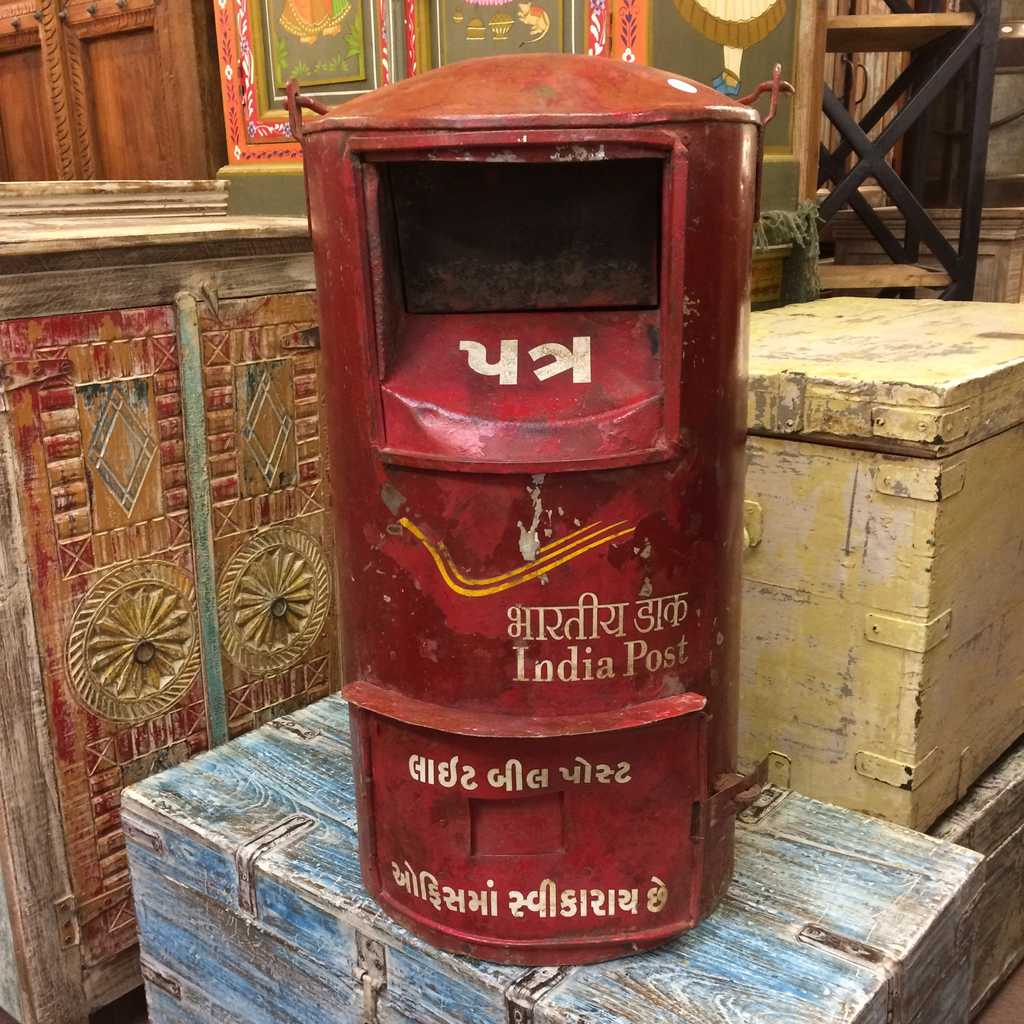 પત્ર
भारतीय डाक
India Post
લાઈટ બીલ પોસ્ટ
ઓફિસમાં સ્વીકારાય છે